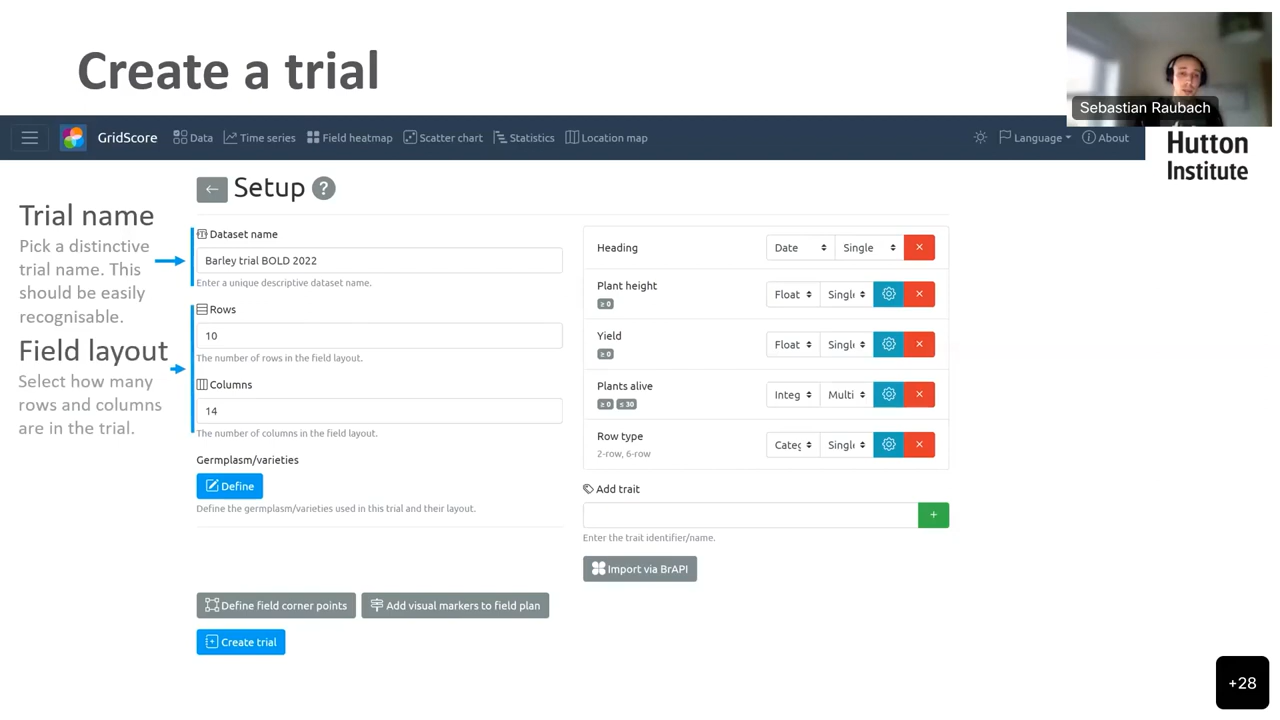 Create a trial
Sebastian Raubach
Hutton
Institute
GridScore
Data
Time series
Field heatmap
Scatter chart
Statistics
Location map
Language
About
Setup ?
Trial name
Pick a distinctive
trial name. This
should be easily
recognisable.
Field layout
Select how many
rows and columns
are in the trial.
Dataset name
Barley trial BOLD 2022
Enter a unique descriptive dataset name.
Rows
10
The number of rows in the field layout.
Columns
14
The number of columns in the field layout.
Germplasm/varieties
Define
Define the germplasm/varieties used in this trial and their layout.
Define field corner points
Add visual markers to field plan
Create trial
Heading
Date
Single
Plant height
≥ 0
Float
Single
Yield
≥ 0
Float
Single
Plants alive
≥ 0 ≤ 30
Integ
Multi
Row type
2-row, 6-row
Categ
Single
Add trait
+
Enter the trait identifier/name.
Import via BrAPI
+28